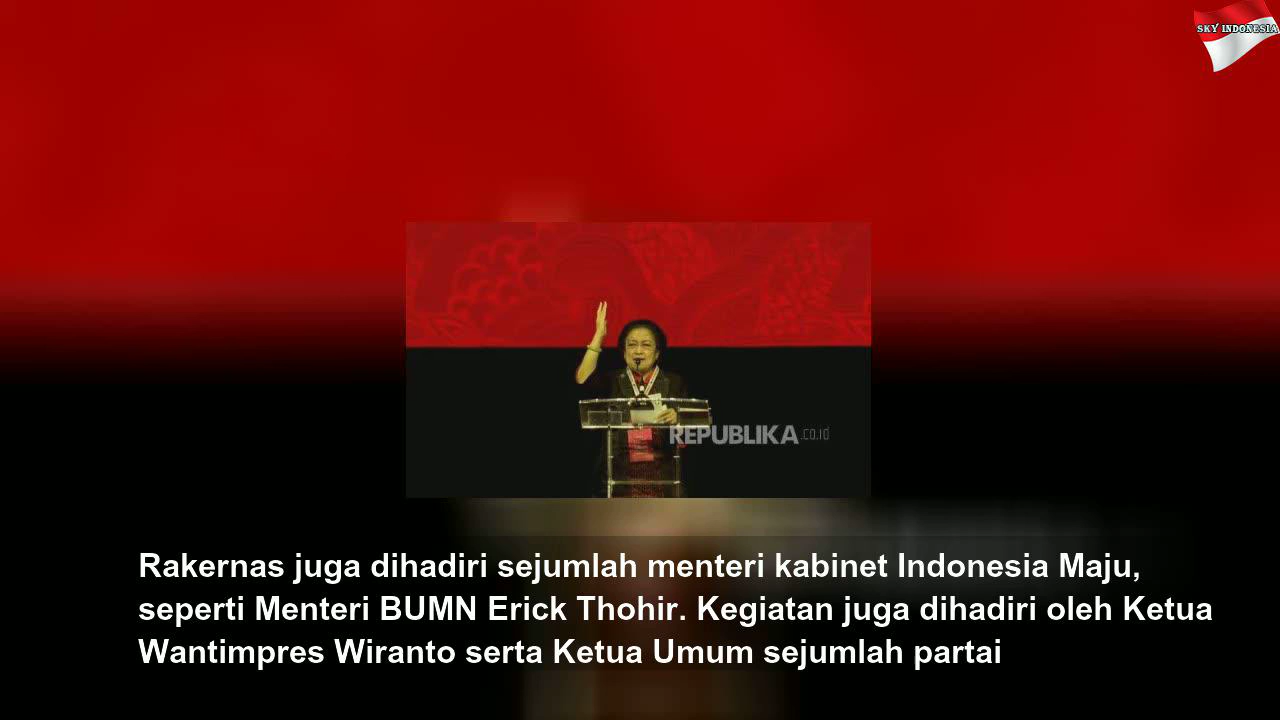 SKY INDONESIA
REPUBLIKA.co.id
Rakernas juga dihadiri sejumlah menteri kabinet Indonesia Maju,
seperti Menteri BUMN Erick Thohir. Kegiatan juga dihadiri oleh Ketua
Wantimpres Wiranto serta Ketua Umum sejumlah partai